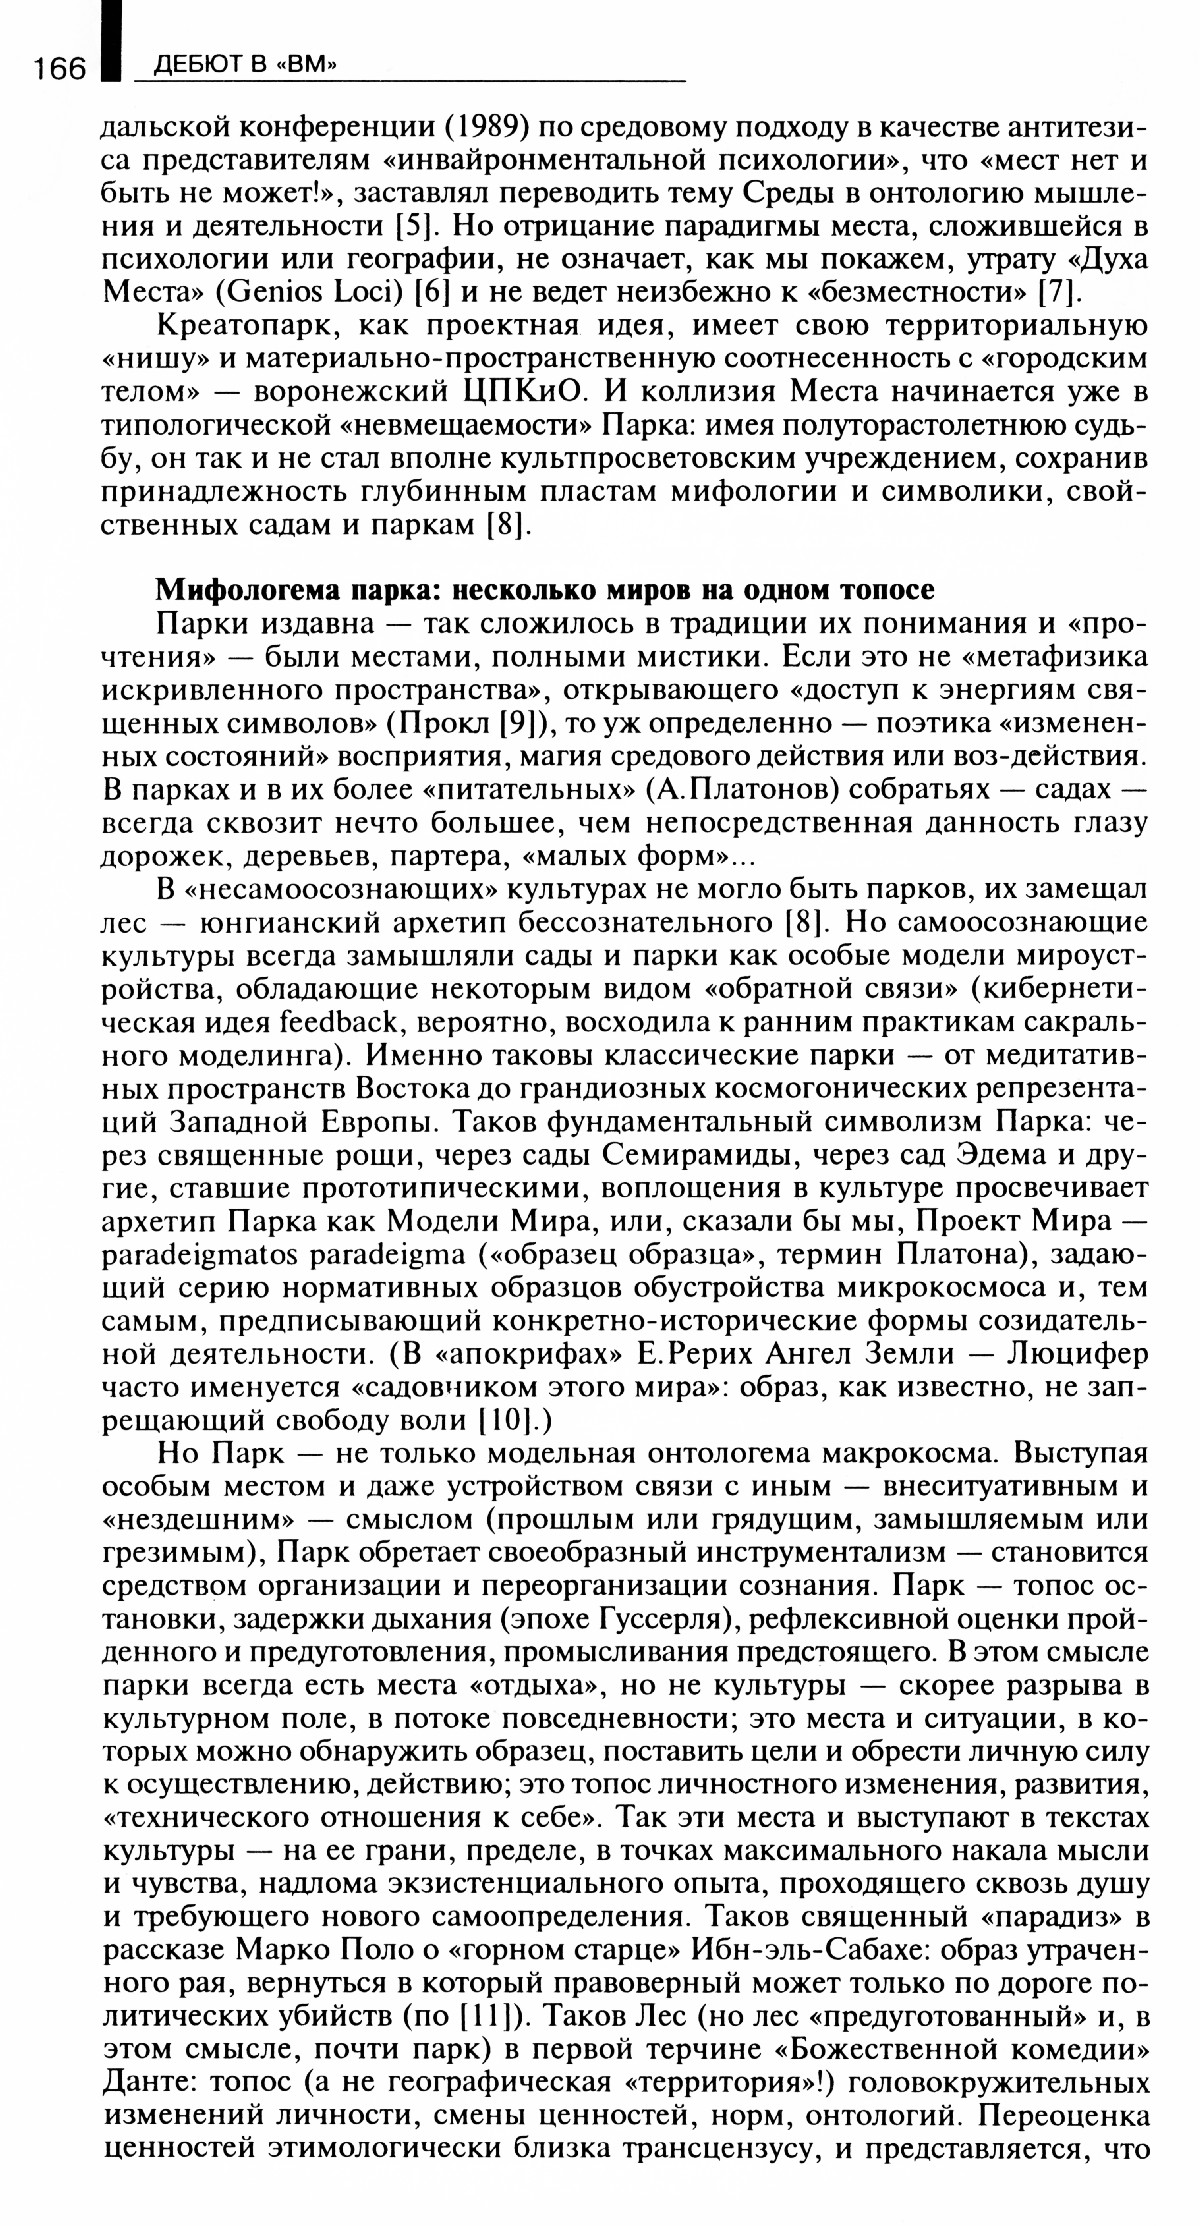 166
ДЕБЮТ В «ВМ»
дальской конференции (1989) по средовому подходу в качестве антитези-
са представителям «инвайронментальной психологии», что «мест нет и
быть не может!», заставлял переводить тему Среды в онтологию мышле-
ния и деятельности [5]. Но отрицание парадигмы места, сложившейся в
психологии или географии, не означает, как мы покажем, утрату «Духа
Места» (Genios Loci) [6] и не ведет неизбежно к «безместности» [7].
Креатопарк, как проектная идея, имеет свою территориальную
«нишу» и материально-пространственную соотнесенность с «городским
телом» — воронежский ЦПКиО. И коллизия Места начинается уже в
типологической «невмещаемости» Парка: имея полуторастолетнюю судь-
бу, он так и не стал вполне культпросветовским учреждением, сохранив
принадлежность глубинным пластам мифологии и символики, свой-
ственных садам и паркам [8].
Мифологема парка: несколько миров на одном топосе
Парки издавна — так сложилось в традиции их понимания и «про-
чтения» — были местами, полными мистики. Если это не «метафизика
искривленного пространства», открывающего «доступ к энергиям свя-
щенных символов» (Прокл [9]), то уж определенно — поэтика «изменен-
ных состояний» восприятия, магия средового действия или воз-действия.
В парках и в их более «питательных» (А.Платонов) собратьях — садах —
всегда сквозит нечто большее, чем непосредственная данность глазу
дорожек, деревьев, партера, «малых форм»...
В «несамоосознающих» культурах не могло быть парков, их замещал
лес — юнгианский архетип бессознательного [8]. Но самоосознающие
культуры всегда замышляли сады и парки как особые модели мироуст-
ройства, обладающие некоторым видом «обратной связи» (кибернети-
ческая идея feedback, вероятно, восходила к ранним практикам сакраль-
ного моделинга). Именно таковы классические парки — от медитатив-
ных пространств Востока до грандиозных космогонических репрезента-
ций Западной Европы. Таков фундаментальный символизм Парка: че-
рез священные рощи, через сады Семирамиды, через сад Эдема и дру-
гие, ставшие прототипическими, воплощения в культуре просвечивает
архетип Парка как Модели Мира, или, сказали бы мы, Проект Мира —
paradeigmatos paradeigma («образец образца», термин Платона), задаю-
щий серию нормативных образцов обустройства микрокосмоса и, тем
самым, предписывающий конкретно-исторические формы созидатель-
ной деятельности. (В «апокрифах» Е.Рерих Ангел Земли — Люцифер
часто именуется «садовником этого мира»: образ, как известно, не зап-
рещающий свободу воли [10].)
Но Парк — не только модельная онтологема макрокосма. Выступая
особым местом и даже устройством связи с иным — внеситуативным и
«нездешним» — смыслом (прошлым или грядущим, замышляемым или
грезимым), Парк обретает своеобразный инструментализм — становится
средством организации и переорганизации сознания. Парк — топос ос-
тановки, задержки дыхания (эпохе Гуссерля), рефлексивной оценки прой-
денного и предуготовления, промысливания предстоящего. В этом смысле
парки всегда есть места «отдыха», но не культуры — скорее разрыва в
культурном поле, в потоке повседневности; это места и ситуации, в ко-
торых можно обнаружить образец, поставить цели и обрести личную силу
к осуществлению, действию; это топос личностного изменения, развития,
«технического отношения к себе». Так эти места и выступают в текстах
культуры — на ее грани, пределе, в точках максимального накала мысли
и чувства, надлома экзистенциального опыта, проходящего сквозь душу
и требующего нового самоопределения. Таков священный «парадиз» в
рассказе Марко Поло о «горном старце» Ибн-эль-Сабахе: образ утрачен-
ного рая, вернуться в который правоверный может только по дороге по-
литических убийств (по [11]). Таков Лес (но лес «предуготованный» и, в
этом смысле, почти парк) в первой терчине «Божественной комедии»
Данте: топос (а не географическая «территория»!) головокружительных
изменений личности, смены ценностей, норм, онтологий. Переоценка
ценностей этимологически близка трансцензусу, и представляется, что